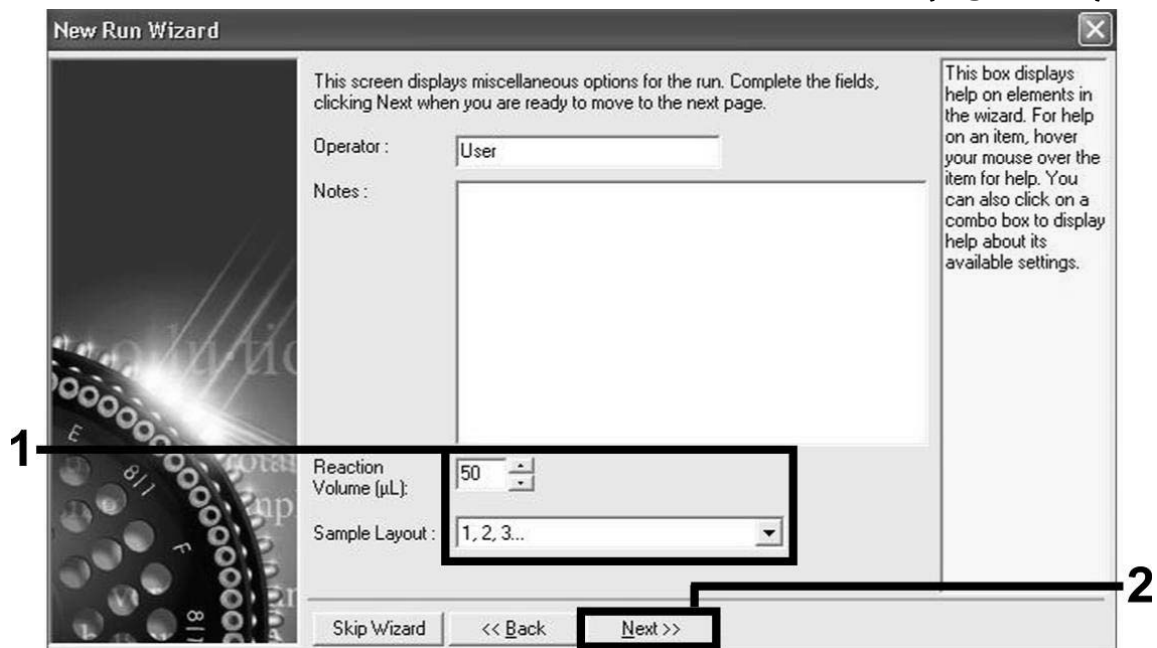 New Run Wizard
This screen displays miscellaneous options for the run. Complete the fields,
clicking Next when you are ready to move to the next page.
Operator :
User
Notes :
Reaction
Volume (µL):
50
Sample Layout :
1, 2, 3...
Skip Wizard
<< Back
Next >>
This box displays
help on elements in
the wizard. For help
on an item, hover
your mouse over the
item for help. You
can also click on a
combo box to display
help about its
available settings.
1
2
E
8|1
F
8|1